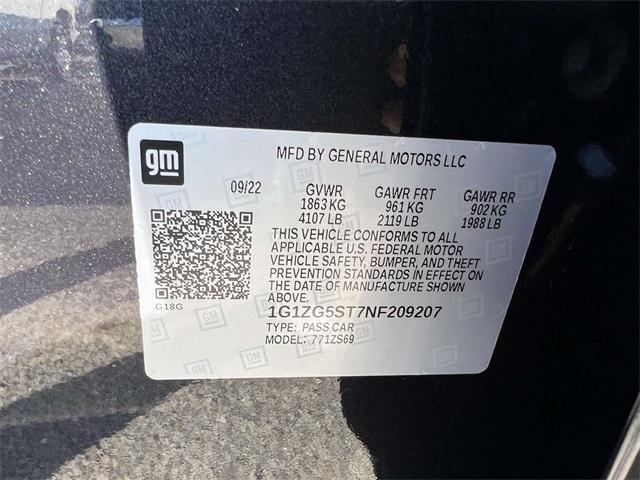 gm
MFD BY GENERAL MOTORS LLC
09/22 GVWR GAWR FRT GAWR RR
1863 KG 961 KG 902 KG
4107 LB 2119 LB 1988 LB
THIS VEHICLE CONFORMS TO ALL
APPLICABLE U.S. FEDERAL MOTOR
VEHICLE SAFETY, BUMPER, AND THEFT
PREVENTION STANDARDS IN EFFECT ON
THE DATE OF MANUFACTURE SHOWN
ABOVE.
G18G
1G1ZG5ST7NF209207
TYPE: PASS CAR
MODEL: 771ZS69